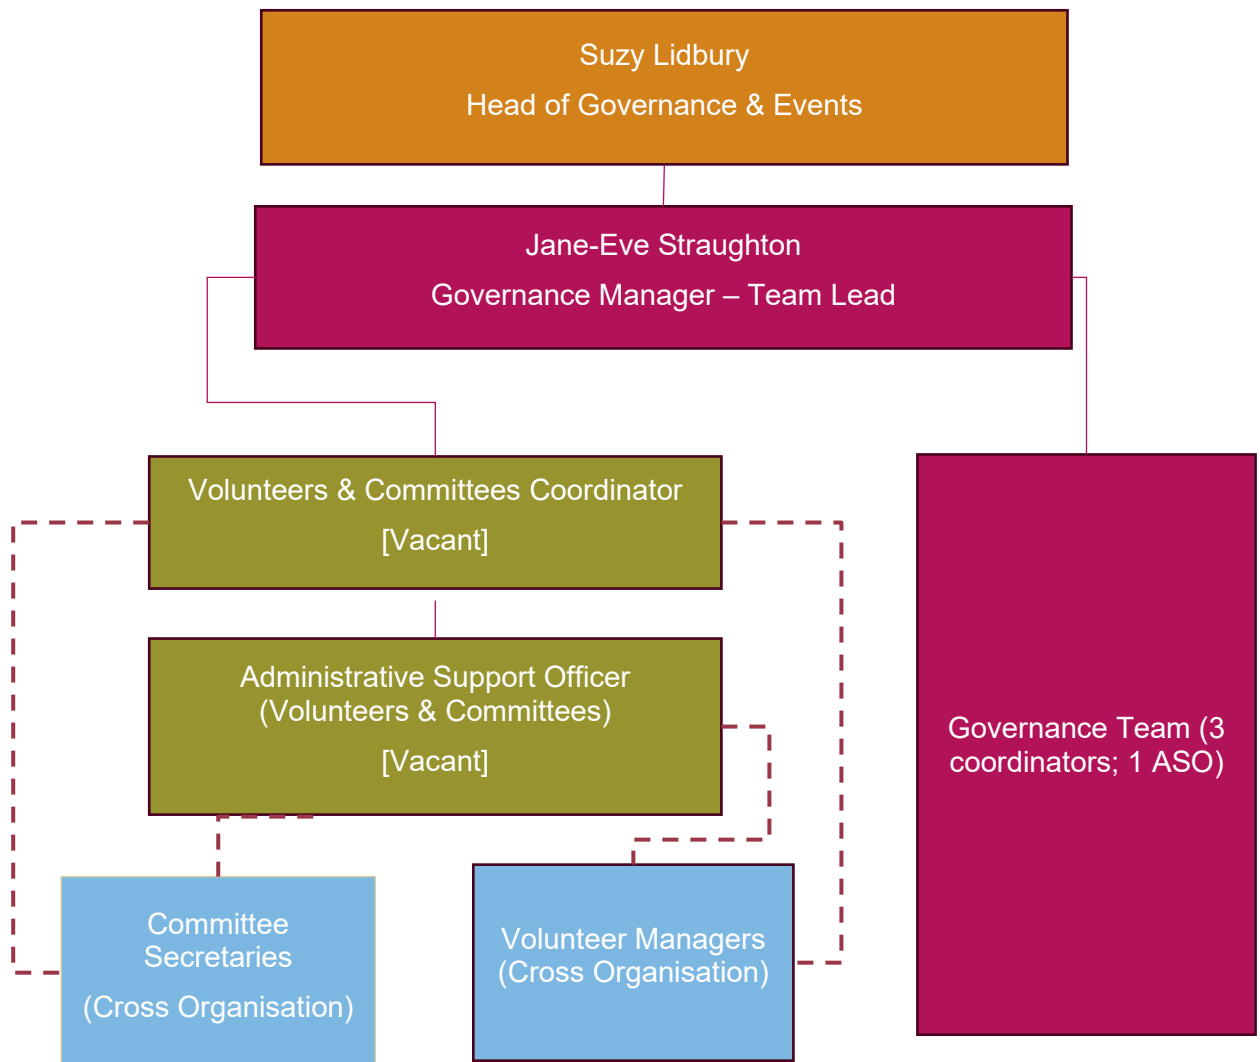 Suzy Lidbury
Head of Governance & Events
Jane-Eve Straughton
Governance Manager – Team Lead
Volunteers & Committees Coordinator
[Vacant]
Administrative Support Officer
(Volunteers & Committees)
[Vacant]
Governance Team (3
coordinators; 1 ASO)
Committee
Secretaries
(Cross Organisation)
Volunteer Managers
(Cross Organisation)